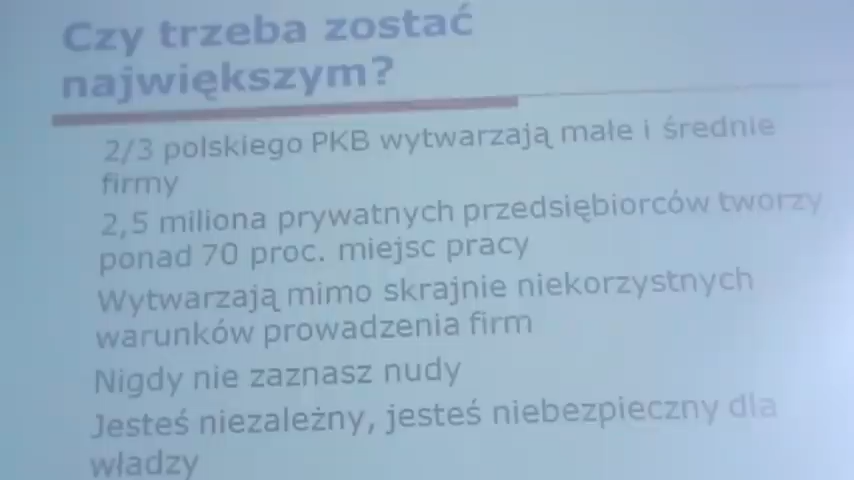 Czy trzeba zostać
największym?
2/3 polskiego PKB wytwarzają małe i średnie
firmy
2,5 miliona prywatnych przedsiębiorców tworzy
ponad 70 proc. miejsc pracy
Wytwarzają mimo skrajnie niekorzystnych
warunków prowadzenia firm
Nigdy nie zaznasz nudy
Jesteś niezależny, jesteś niebezpieczny dla
władzy